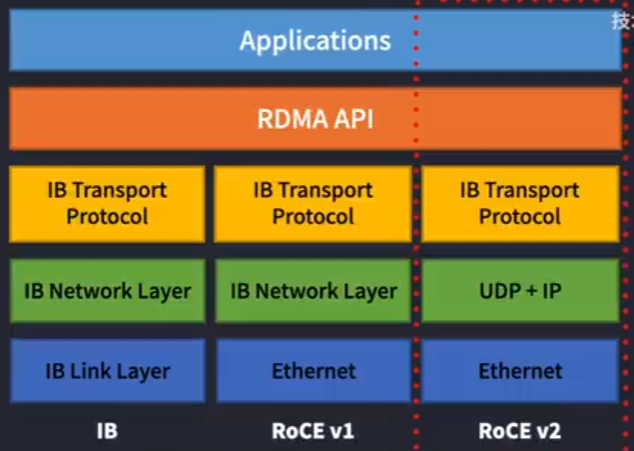 技
Applications
RDMA API
IB Transport
Protocol
IB Transport
Protocol
IB Transport
Protocol
IB Network Layer
IB Network Layer
UDP + IP
IB Link Layer
Ethernet
Ethernet
IB
RoCE v1
RoCE v2